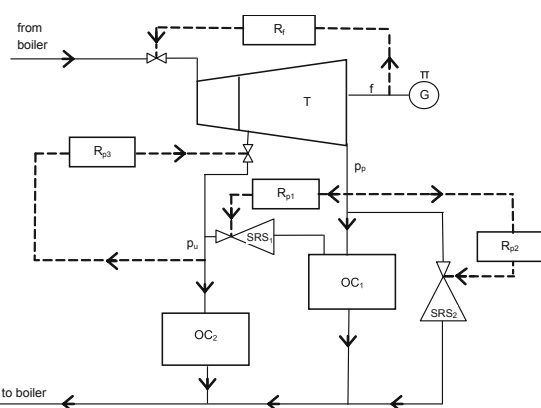 from
boiler
R_f
π
T
f
G
R_p3
p_p
R_p1
p_u
SRS_1
R_p2
OC_1
SRS_2
OC_2
to boiler